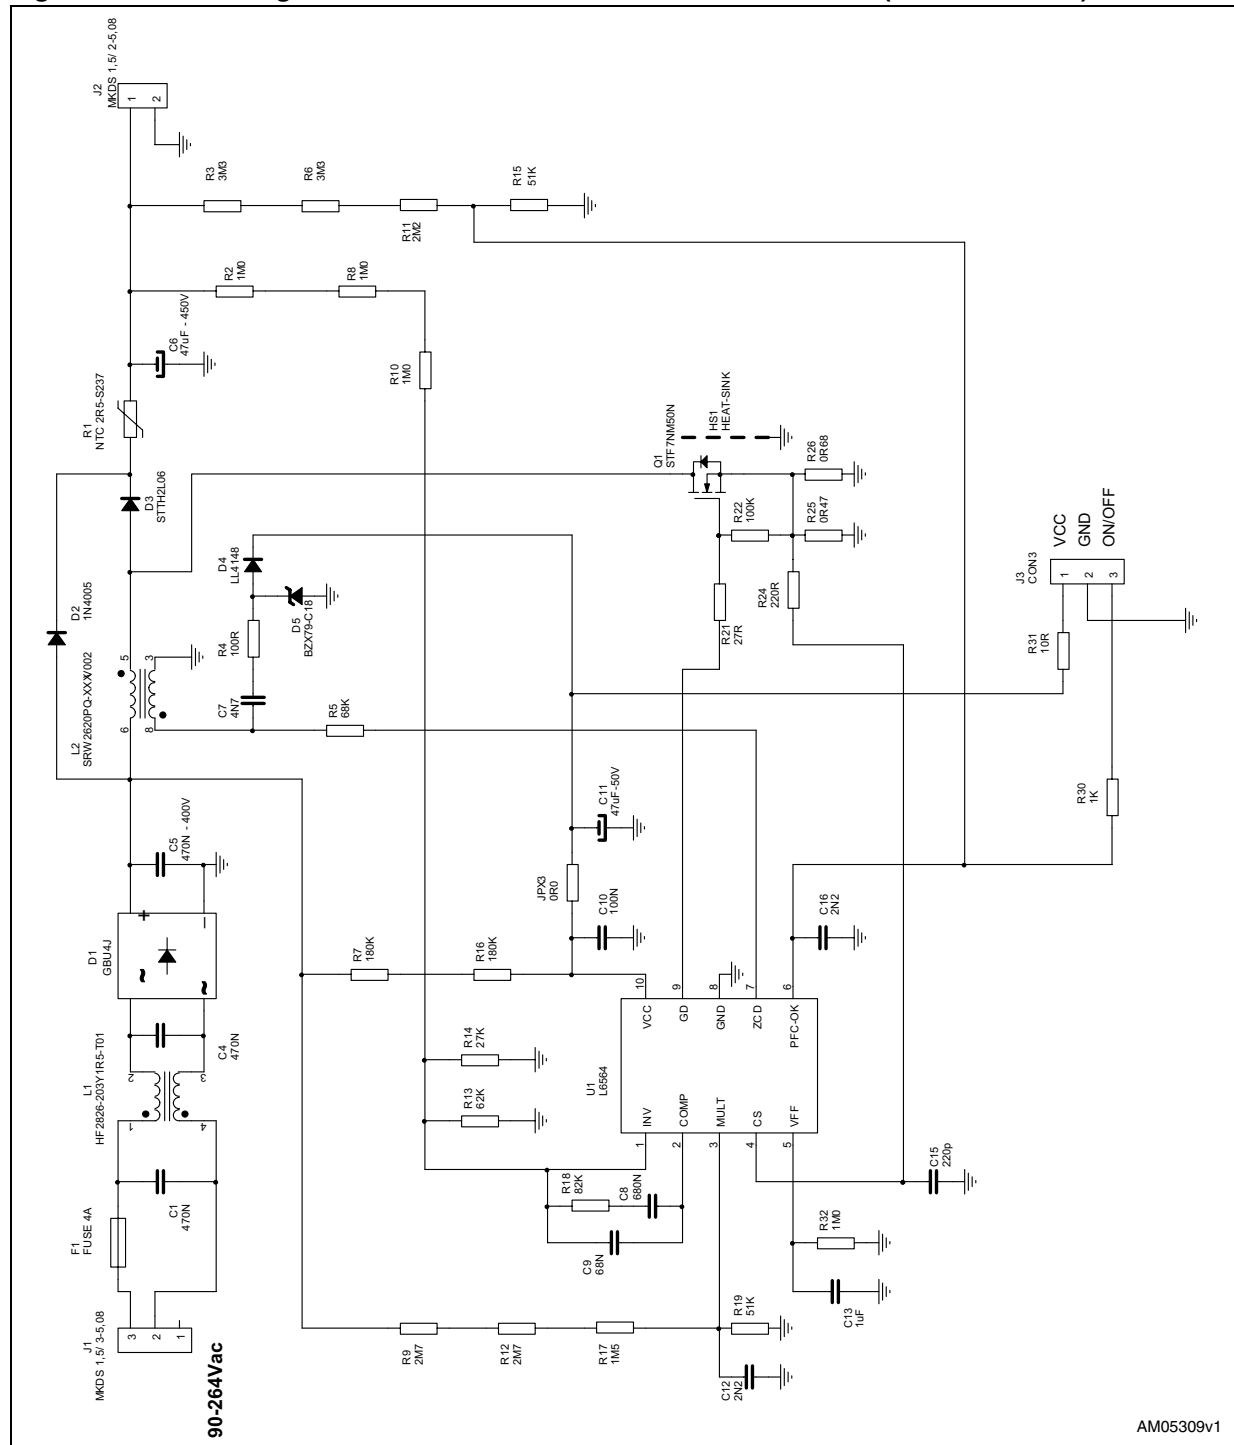 J2
MKDS 1,5/ 2-5,08
1
2
R3
3M3
R6
3M3
R11
2M2
R15
51K
R2
1M0
R8
1M0
C6
47uF - 450V
R10
1M0
R1
NTC 2R5-S237
Q1
STF7NM50N
HS1
HEAT-SINK
D3
STTH2L06
D4
LL4148
R22
100K
R26
0R68
R25
0R47
D2
1N4005
D5
BZX79-C18
R4
100R
R21
27R
R24
220R
J3
CON3
1
2
3
VCC
GND
ON/OFF
R31
10R
5
3
6
8
L2
SRW2620PQ-XXX/002
C7
4N7
R5
68K
R30
1K
C5
470N - 400V
C11
47uF-50V
JPX3
0R0
C10
100N
C16
2N2
D1
GBU4J
+
−
~
~
R7
180K
R16
180K
10
9
8
7
6
VCC
GD
GND
ZCD
PFC-OK
U1
L6564
INV
COMP
MULT
CS
VFF
1
2
3
4
5
C4
470N
R14
27K
R13
62K
L1
HF2826-203Y1R5-T01
2
3
1
4
C15
220p
R18
82K
C8
680N
C9
68N
R32
1M0
C13
1uF
C1
470N
F1
FUSE 4A
J1
MKDS 1,5/ 3-5,08
3
2
1
90-264Vac
R9
2M7
R12
2M7
R17
1M5
R19
51K
C12
2N2
AM05309v1